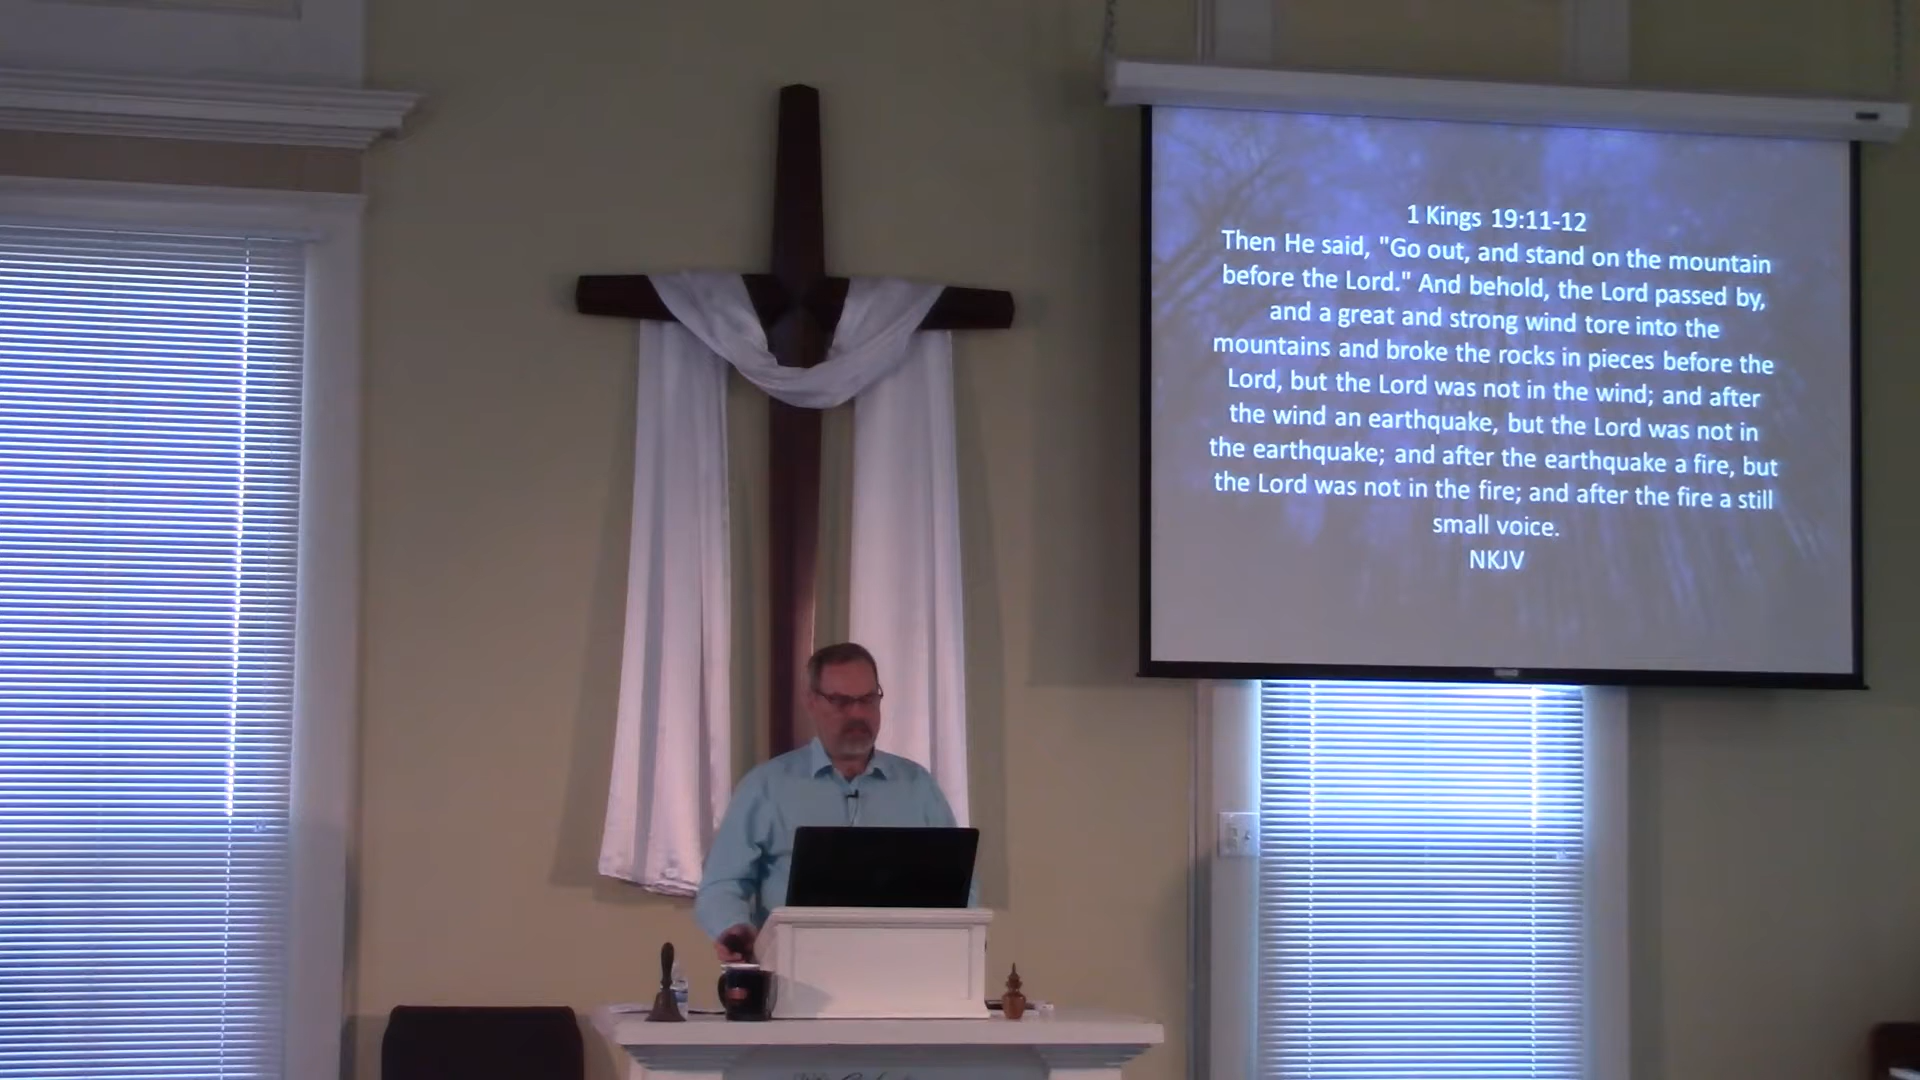 1 Kings 19:11-12
Then He said, "Go out, and stand on the mountain
before the Lord." And behold, the Lord passed by,
and a great and strong wind tore into the
mountains and broke the rocks in pieces before the
Lord, but the Lord was not in the wind; and after
the wind an earthquake, but the Lord was not in
the earthquake; and after the earthquake a fire, but
the Lord was not in the fire; and after the fire a still
small voice.
NKJV